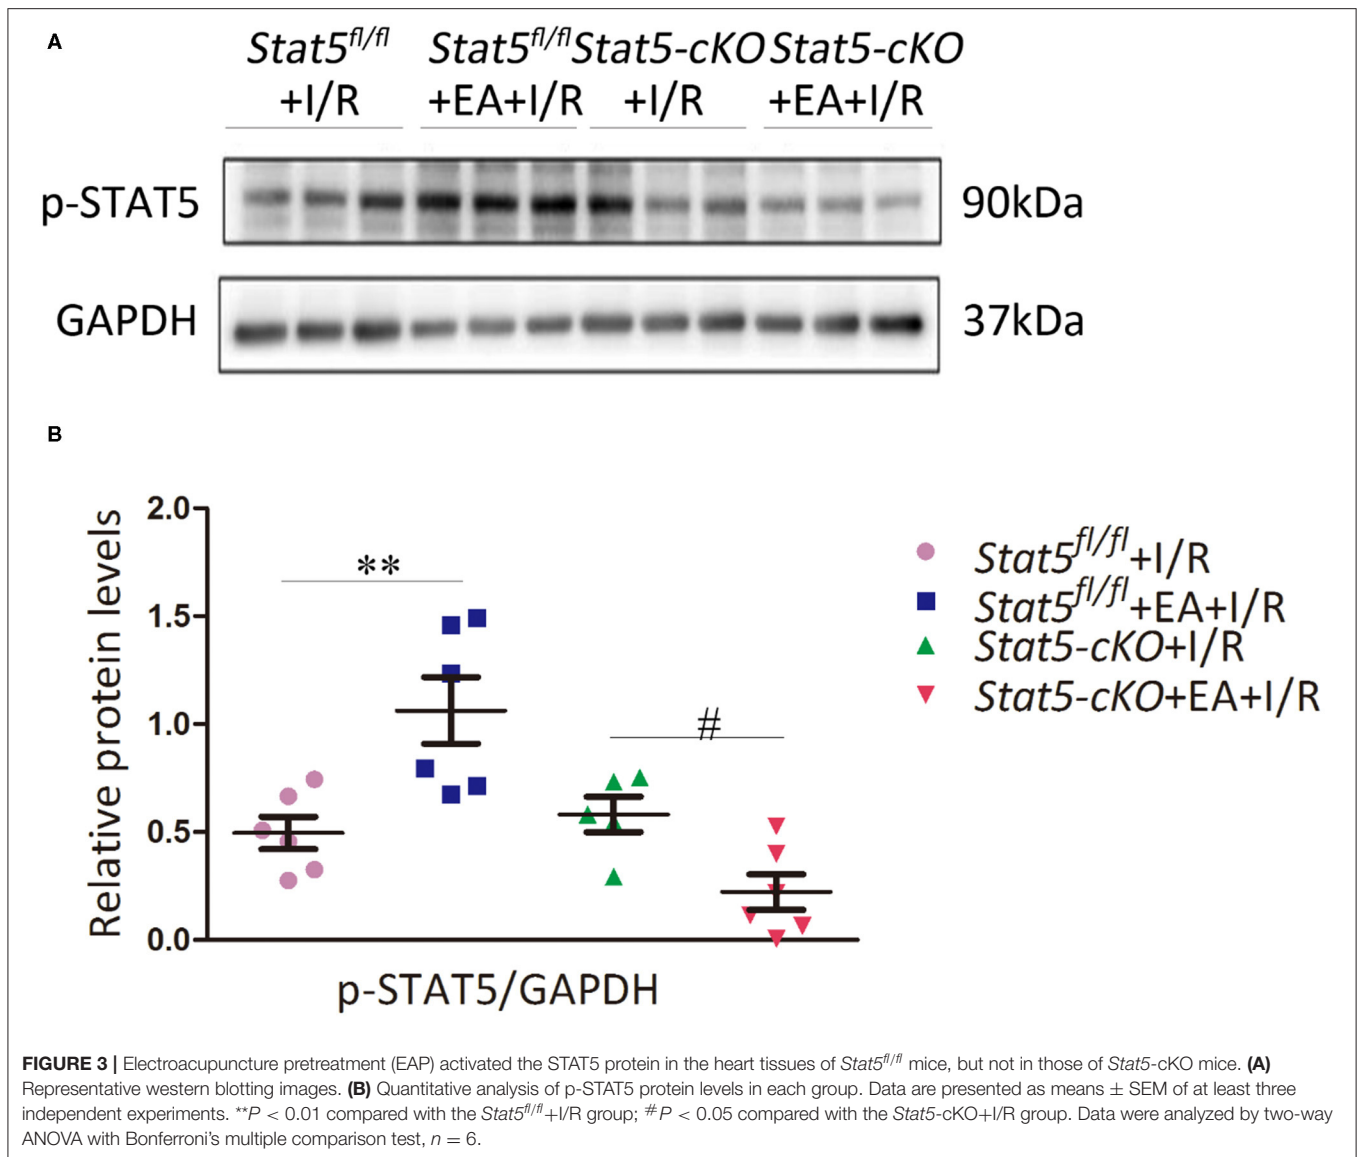 A
Stat5fl/fl Stat5fl/fl Stat5-cKO Stat5-cKO
+I/R +EA+I/R +I/R +EA+I/R
p-STAT5 90kDa
GAPDH 37kDa
B
2.0
1.5
1.0
0.5
0.0
Relative protein levels
**
#
p-STAT5/GAPDH
Stat5fl/fl+I/R
Stat5fl/fl+EA+I/R
Stat5-cKO+I/R
Stat5-cKO+EA+I/R
FIGURE 3 | Electroacupuncture pretreatment (EAP) activated the STAT5 protein in the heart tissues of Stat5fl/fl mice, but not in those of Stat5-cKO mice. (A)
Representative western blotting images. (B) Quantitative analysis of p-STAT5 protein levels in each group. Data are presented as means ± SEM of at least three
independent experiments. **P < 0.01 compared with the Stat5fl/fl+I/R group; #P < 0.05 compared with the Stat5-cKO+I/R group. Data were analyzed by two-way
ANOVA with Bonferroni's multiple comparison test, n = 6.